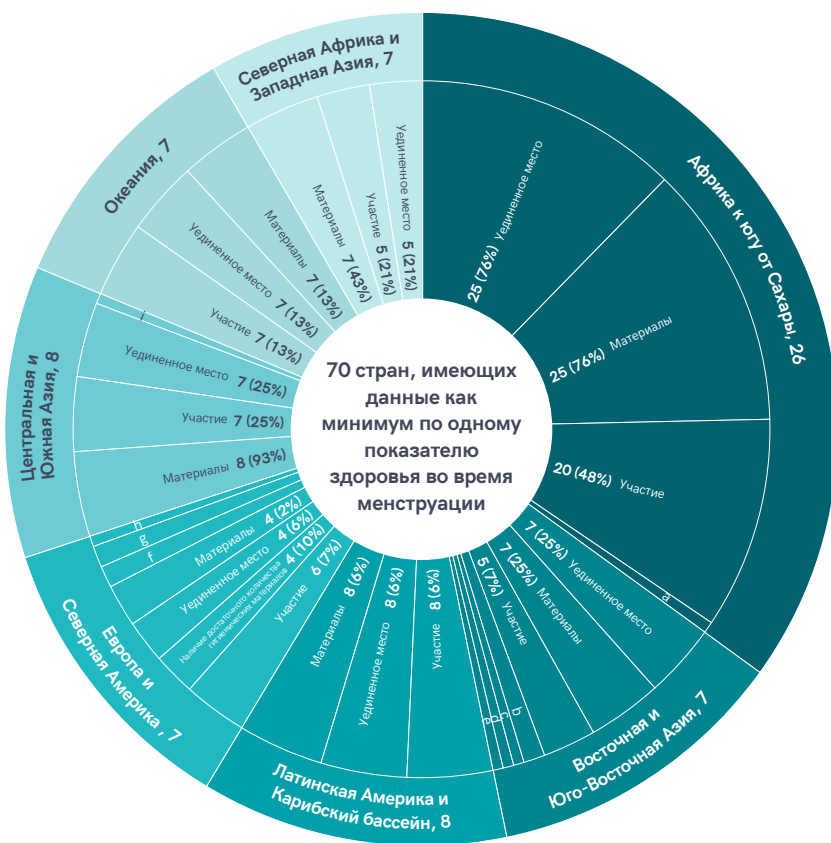 70 стран, имеющих
данные как
минимум по одному
показателю
здоровья во время
менструации
Африка к югу от Сахары, 26
25 (76%) Уединенное место
25 (76%) Материалы
20 (48%) Участие
a
Восточная и
Юго-Восточная Азия, 7
7 (25%) Уединенное место
7 (25%) Материалы
5 (7%) Участие
b
c
d
e
Латинская Америка и
Карибский бассейн, 8
Участие 8 (6%)
Уединенное место 8 (6%)
Материалы 8 (6%)
Европа и
Северная Америка , 7
Участие 6 (7%)
Наличие достаточного количества
гигиенических материалов 4 (10%)
Уединенное место 4 (6%)
Материалы 4 (2%)
f
g
h
Центральная и
Южная Азия, 8
Материалы 8 (93%)
Участие 7 (25%)
Уединенное место 7 (25%)
i
Океания, 7
Участие 7 (13%)
Уединенное место 7 (13%)
Материалы 7 (13%)
Северная Африка и
Западная Азия, 7
Материалы 7 (43%)
Участие 5 (21%)
Уединенное место 5 (21%)